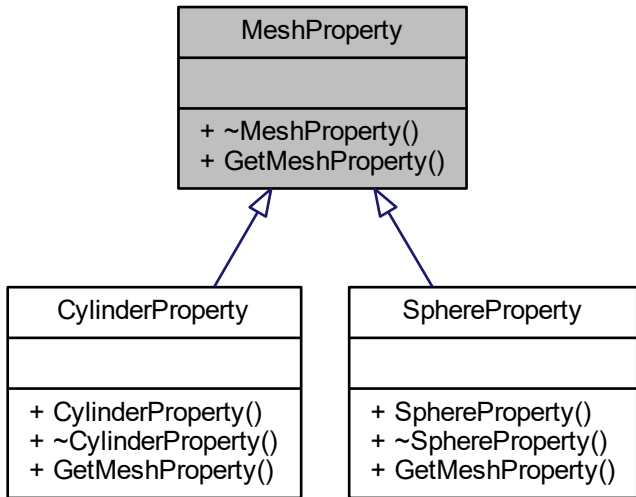 MeshProperty
+ ~MeshProperty()
+ GetMeshProperty()
CylinderProperty
+ CylinderProperty()
+ ~CylinderProperty()
+ GetMeshProperty()
SphereProperty
+ SphereProperty()
+ ~SphereProperty()
+ GetMeshProperty()